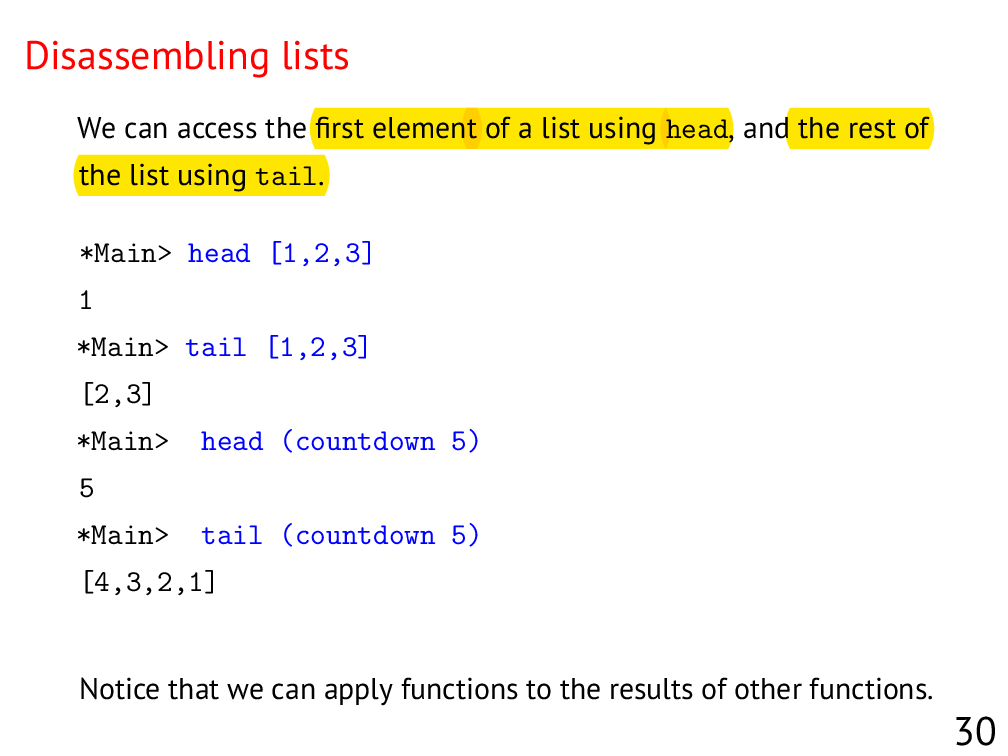 Disassembling lists
We can access the first element of a list using head, and the rest of
the list using tail.
*Main> head [1,2,3]
1
*Main> tail [1,2,3]
[2,3]
*Main>  head (countdown 5)
5
*Main>  tail (countdown 5)
[4,3,2,1]
Notice that we can apply functions to the results of other functions.
30